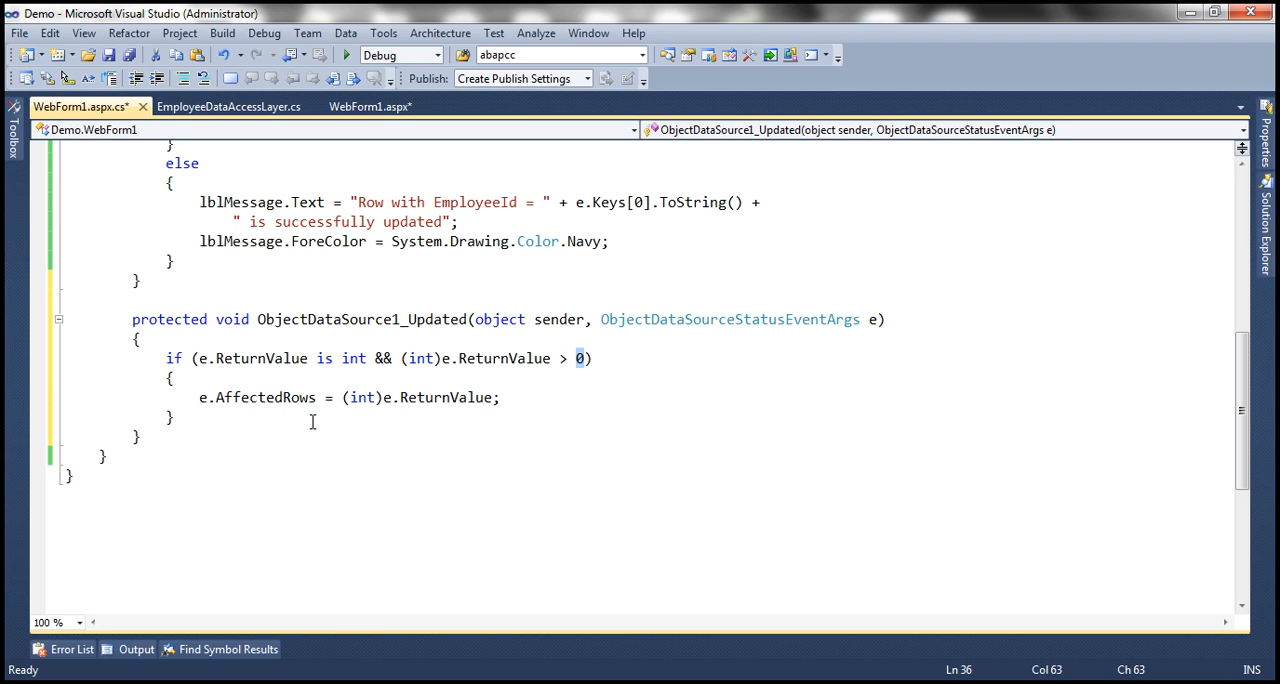 Demo - Microsoft Visual Studio (Administrator)
File Edit View Refactor Project Build Debug Team Data Tools Architecture Test Analyze Window Help
Debug abapcc
Publish: Create Publish Settings
WebForm1.aspx.cs* EmployeeDataAccessLayer.cs WebForm1.aspx*
Demo.WebForm1 ObjectDataSource1_Updated(object sender, ObjectDataSourceStatusEventArgs e)
Toolbox
Properties
Solution Explorer
}
else
{
lblMessage.Text = "Row with EmployeeId = " + e.Keys[0].ToString() +
" is successfully updated";
lblMessage.ForeColor = System.Drawing.Color.Navy;
}
}
protected void ObjectDataSource1_Updated(object sender, ObjectDataSourceStatusEventArgs e)
{
if (e.ReturnValue is int && (int)e.ReturnValue > 0)
{
e.AffectedRows = (int)e.ReturnValue;
}
}
}
}
100 %
Error List Output Find Symbol Results
Ready Ln 36 Col 63 Ch 63 INS